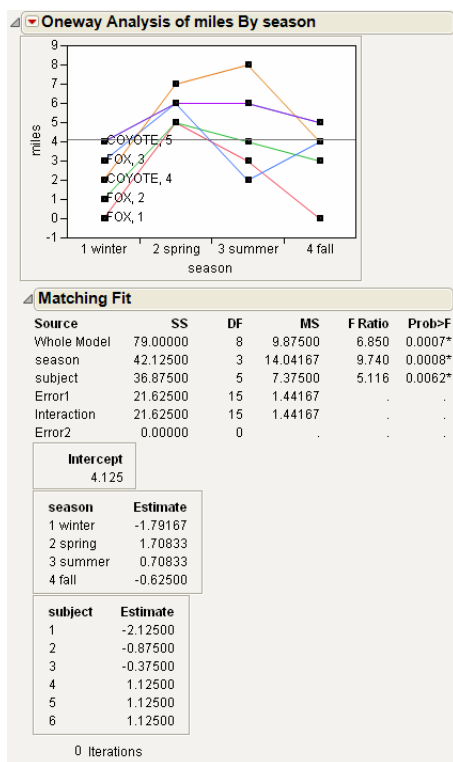 Oneway Analysis of miles By season
9
8
7
6
5
4
3
2
1
0
-1
miles
COYOTE, 5
FOX, 3
COYOTE, 4
FOX, 2
FOX, 1
1 winter 2 spring 3 summer 4 fall
season
Matching Fit
Source SS DF MS F Ratio Prob>F
Whole Model 79.00000 8 9.87500 6.850 0.0007*
season 42.12500 3 14.04167 9.740 0.0008*
subject 36.87500 5 7.37500 5.116 0.0062*
Error1 21.62500 15 1.44167 . .
Interaction 21.62500 15 1.44167 . .
Error2 0.00000 0 . . .
Intercept
4.125
season Estimate
1 winter -1.79167
2 spring 1.70833
3 summer 0.70833
4 fall -0.62500
subject Estimate
1 -2.12500
2 -0.87500
3 -0.37500
4 1.12500
5 1.12500
6 1.12500
0 Iterations